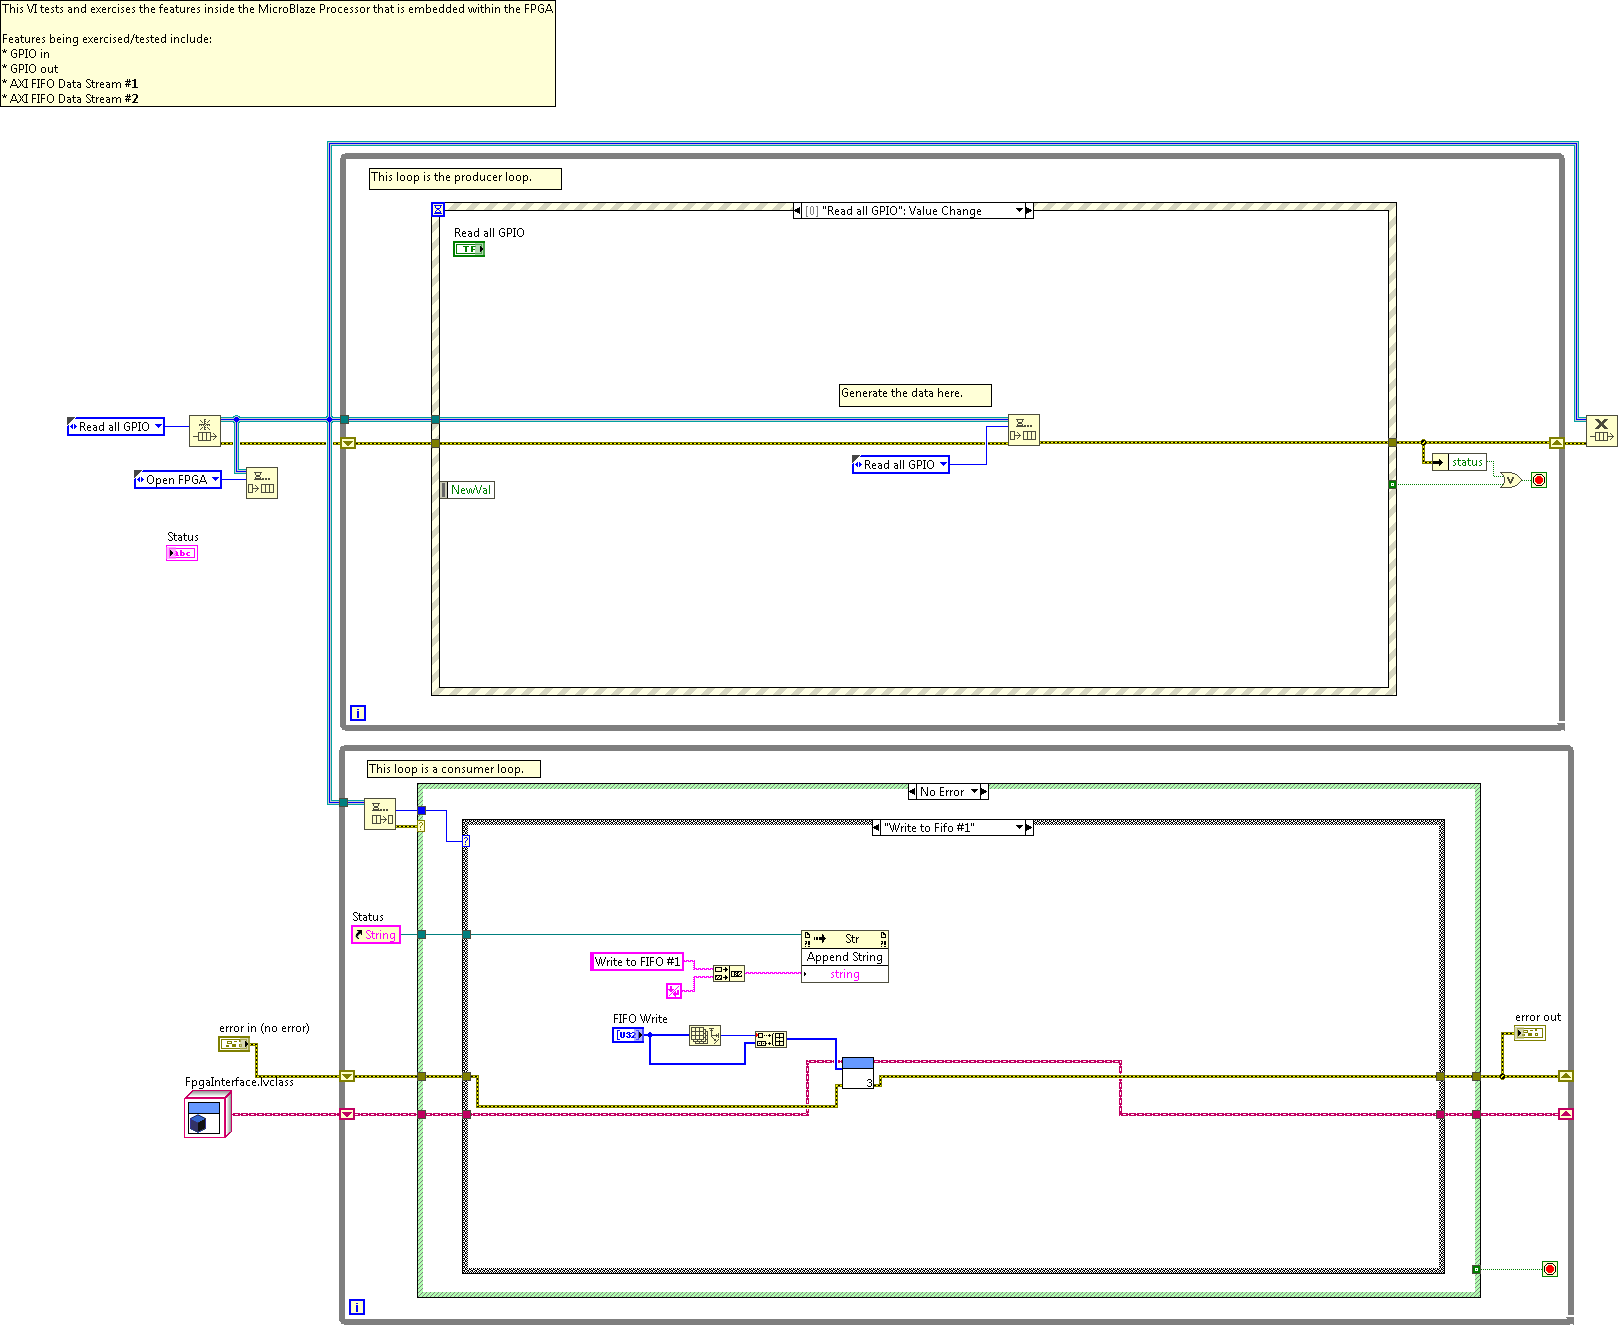 This VI tests and exercises the features inside the MicroBlaze Processor that is embedded within the FPGA
Features being exercised/tested include:
* GPIO in
* GPIO out
* AXI FIFO Data Stream #1
* AXI FIFO Data Stream #2
This loop is the producer loop.
[0] "Read all GPIO": Value Change
Read all GPIO
TF
Generate the data here.
Read all GPIO
Read all GPIO
status
Open FPGA
NewVal
Status
abc
i
This loop is a consumer loop.
No Error
"Write to Fifo #1"
Status
String
Str
Append String
string
Write to FIFO #1
FIFO Write
[U32]
error in (no error)
error out
FpgaInterface.lvclass
3
i